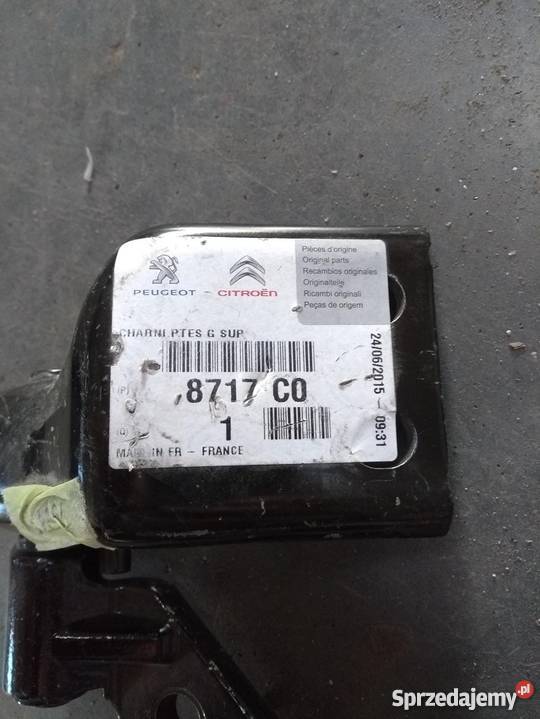 PEUGEOT - CITROËN
Pièces d'origine
Original parts
Recambios originales
Originalteile
Ricambi originali
Peças de origem
CHARNI PTES G SUP
(P)
8717 C0
(Q)
1
MADE IN FR - FRANCE
24/06/2015 - 09:31
Sprzedajemy.pl